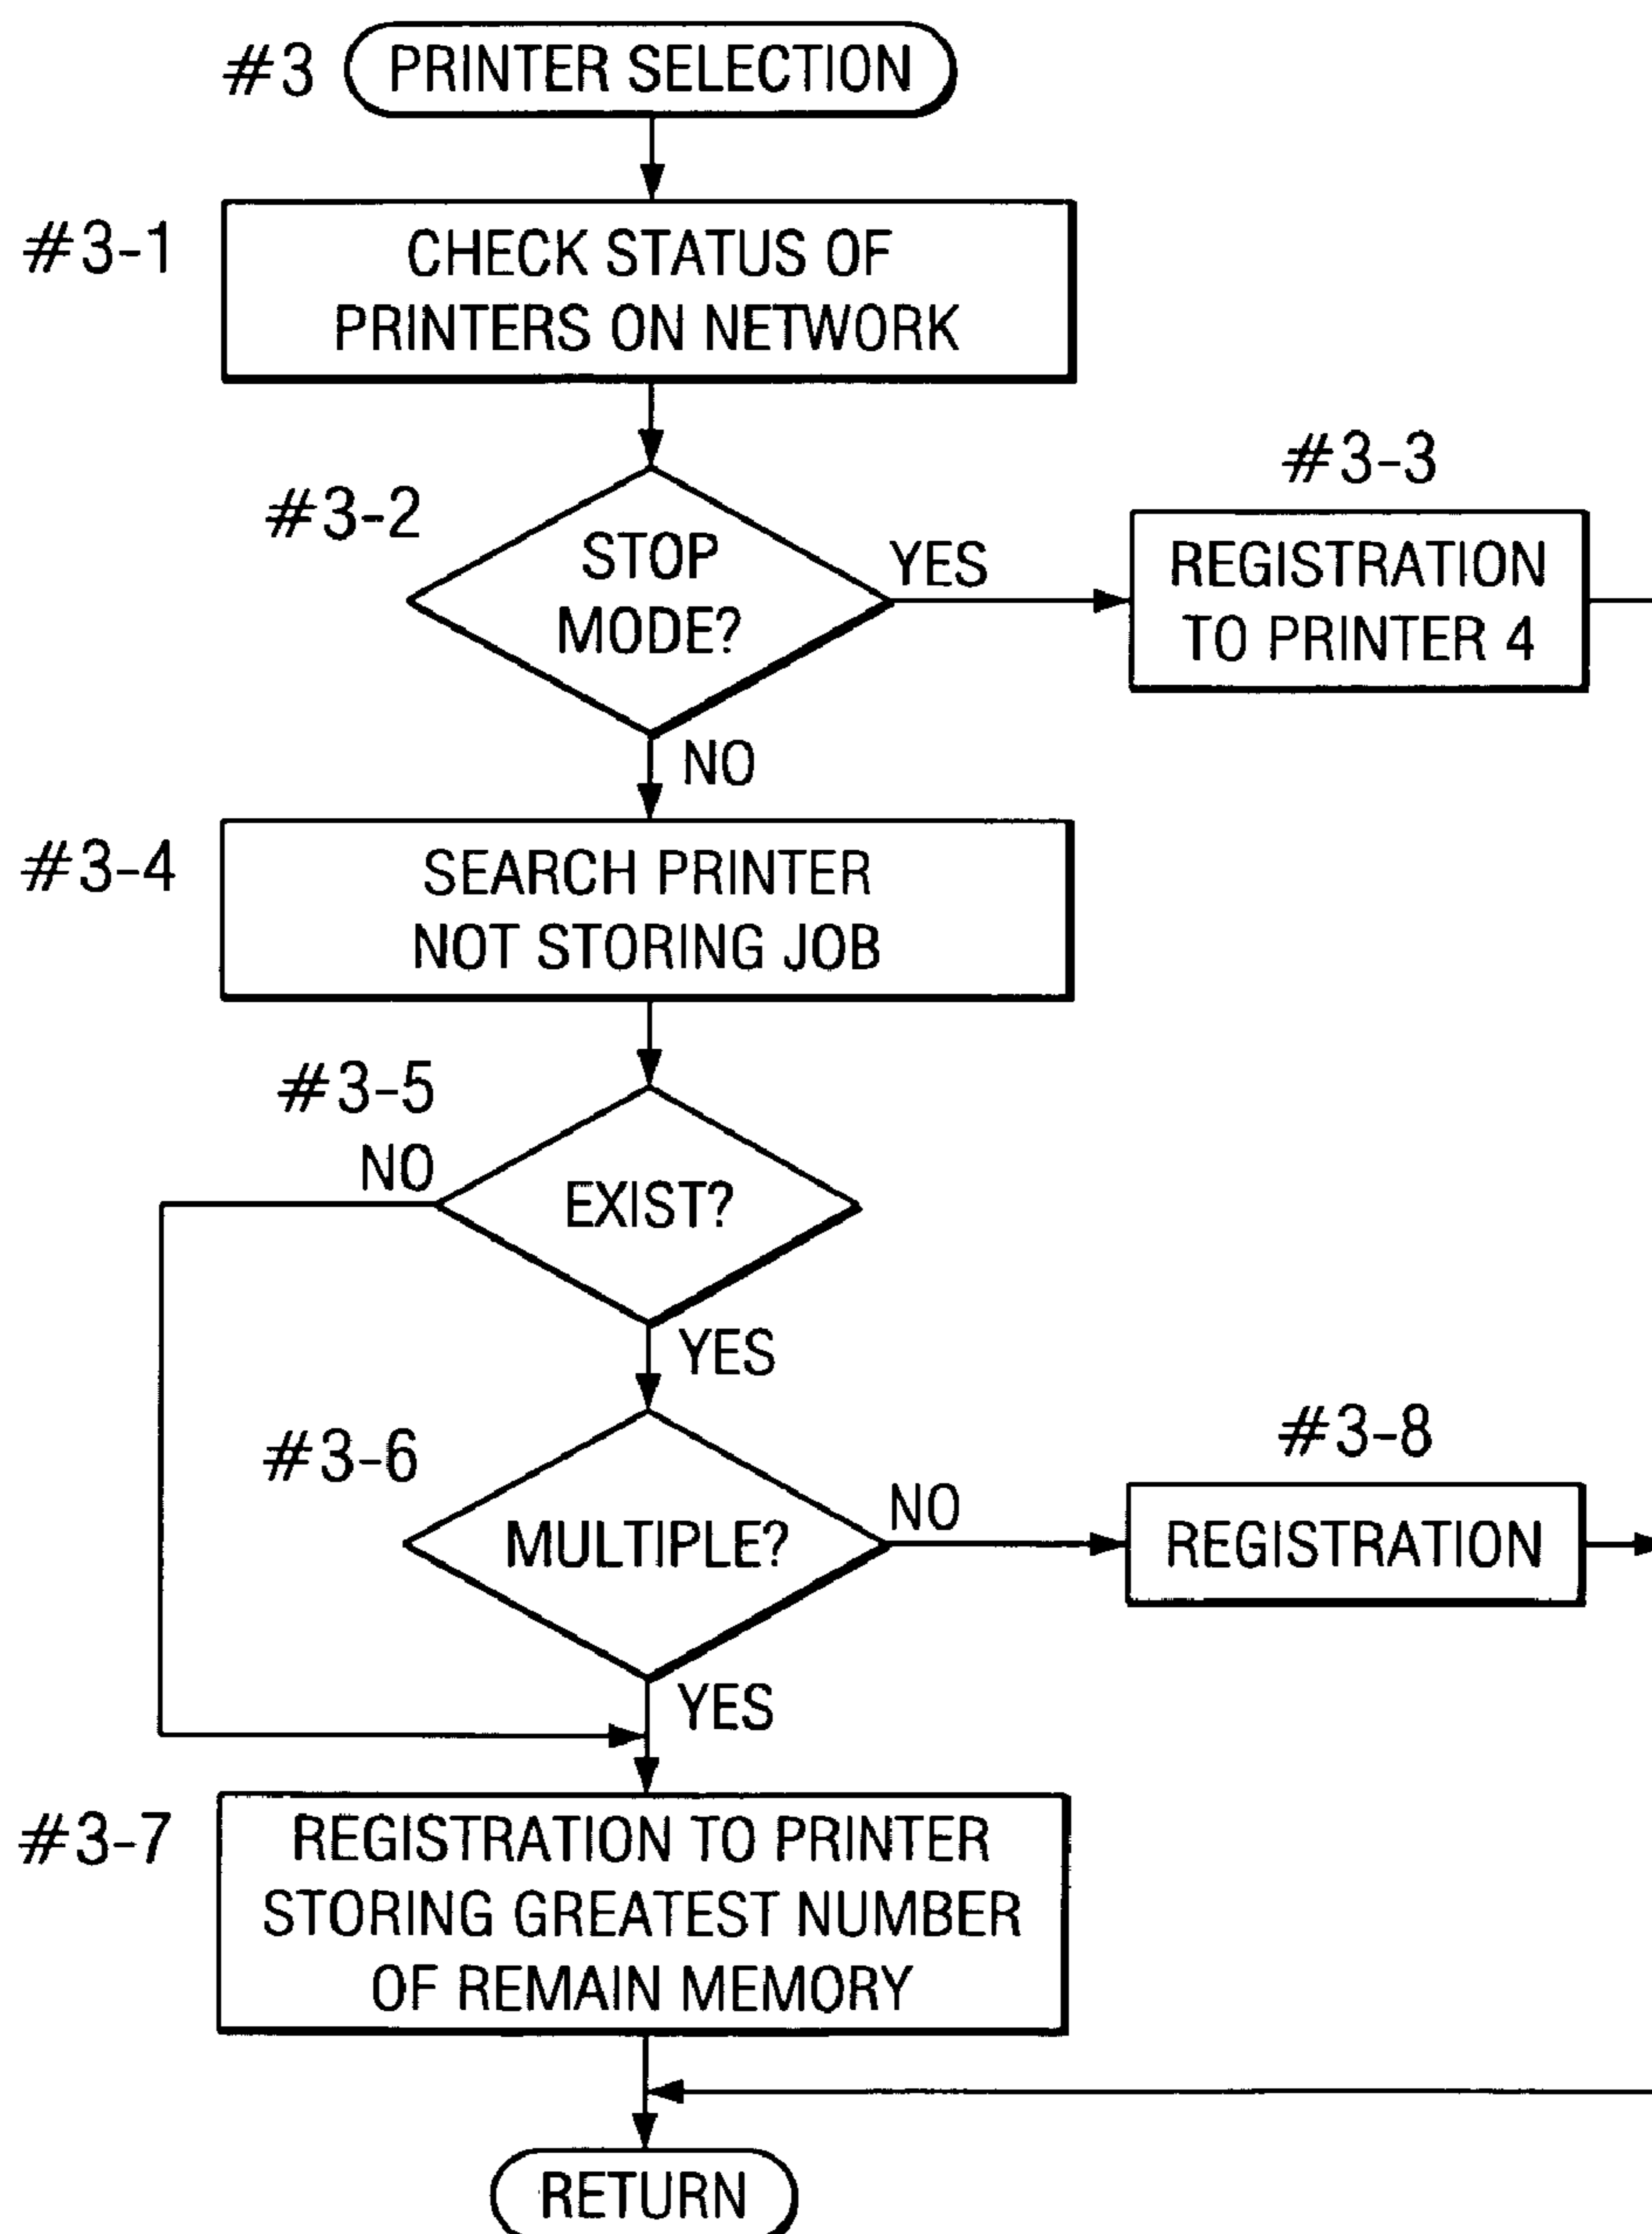 #3 PRINTER SELECTION
#3-1
CHECK STATUS OF
PRINTERS ON NETWORK
#3-2
STOP
MODE?
YES
#3-3
REGISTRATION
TO PRINTER 4
NO
#3-4
SEARCH PRINTER
NOT STORING JOB
#3-5
NO
EXIST?
YES
#3-6
MULTIPLE?
NO
#3-8
REGISTRATION
YES
#3-7
REGISTRATION TO PRINTER
STORING GREATEST NUMBER
OF REMAIN MEMORY
RETURN